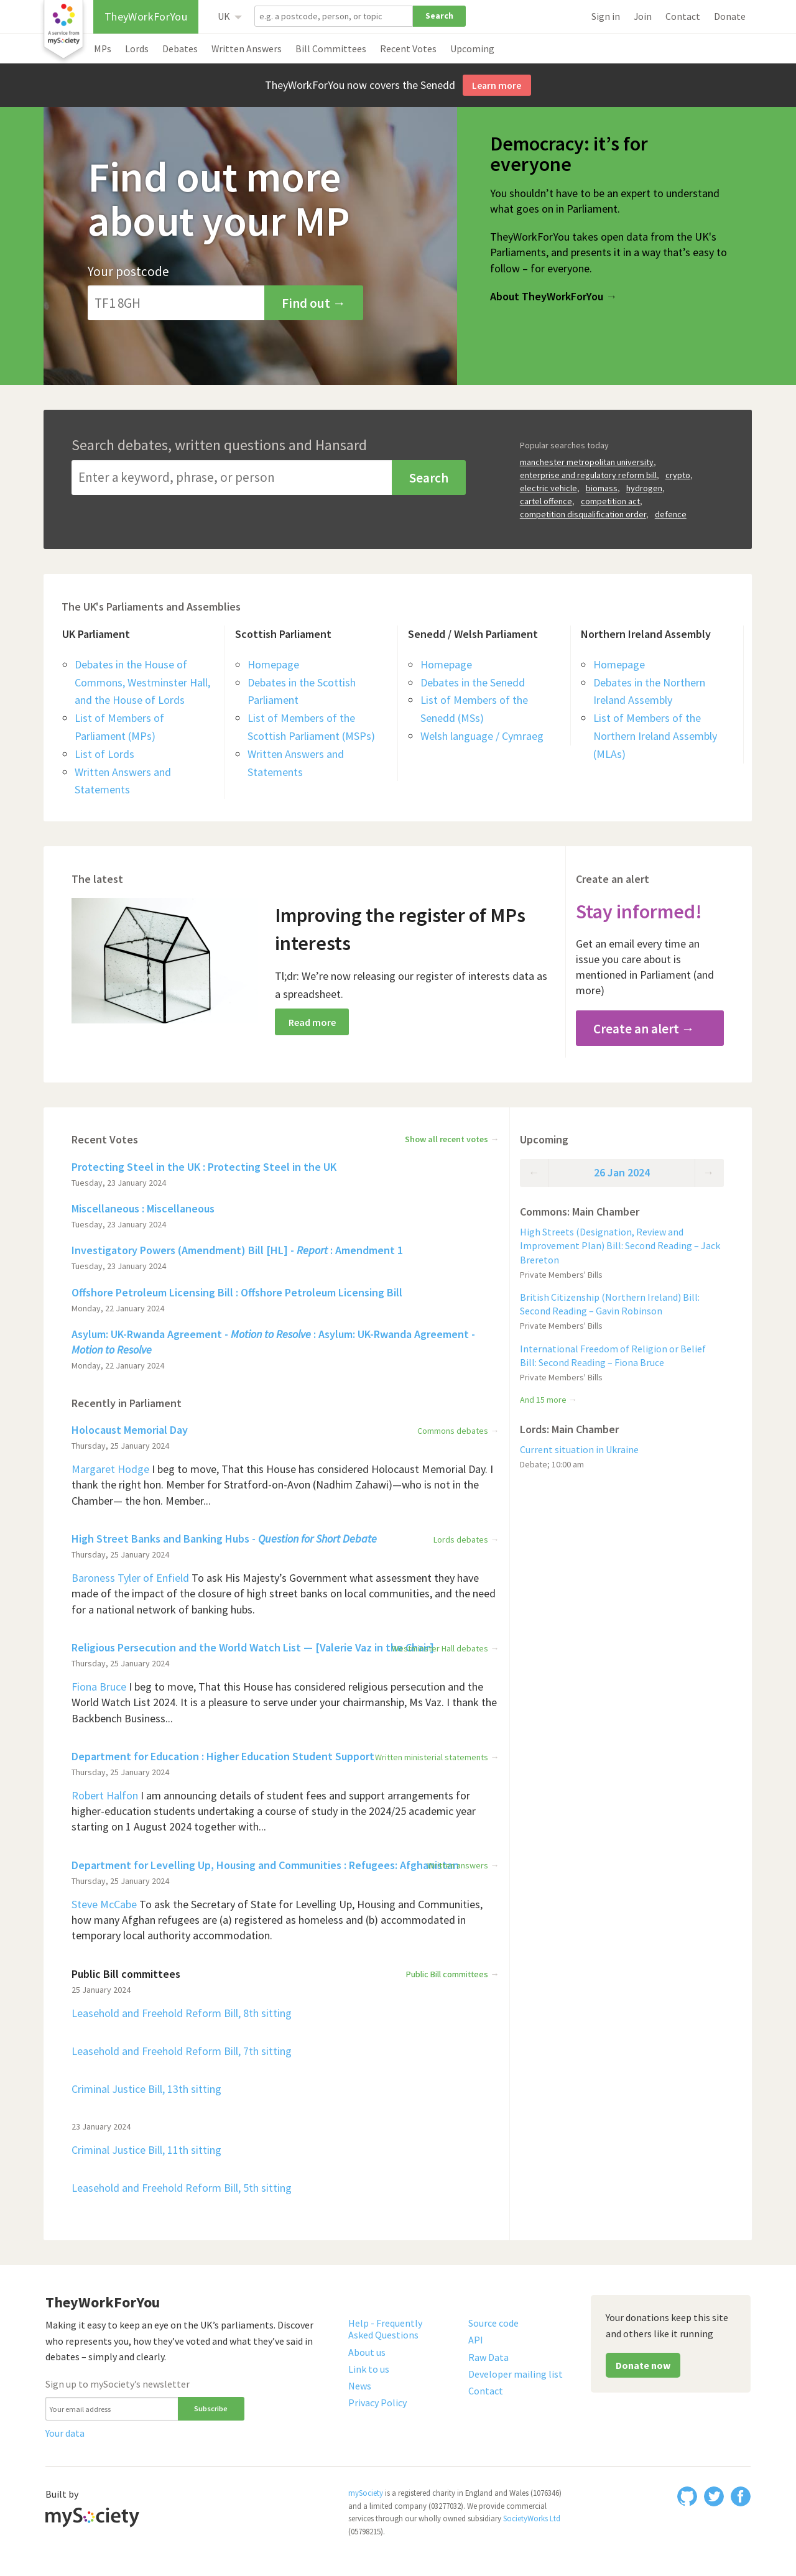 A service from
mySociety
TheyWorkForYou
UK
e.g. a postcode, person, or topic
Search
Sign in
Join
Contact
Donate
MPs
Lords
Debates
Written Answers
Bill Committees
Recent Votes
Upcoming
TheyWorkForYou now covers the Senedd
Learn more
Find out more
about your MP
Your postcode
TF1 8GH
Find out →
Democracy: it’s for
everyone
You shouldn’t have to be an expert to understand
what goes on in Parliament.
TheyWorkForYou takes open data from the UK’s
Parliaments, and presents it in a way that’s easy to
follow – for everyone.
About TheyWorkForYou →
Search debates, written questions and Hansard
Enter a keyword, phrase, or person
Search
Popular searches today
manchester metropolitan university,
enterprise and regulatory reform bill, crypto,
electric vehicle, biomass, hydrogen,
cartel offence, competition act,
competition disqualification order, defence
The UK's Parliaments and Assemblies
UK Parliament
Debates in the House of
Commons, Westminster Hall,
and the House of Lords
List of Members of
Parliament (MPs)
List of Lords
Written Answers and
Statements
Scottish Parliament
Homepage
Debates in the Scottish
Parliament
List of Members of the
Scottish Parliament (MSPs)
Written Answers and
Statements
Senedd / Welsh Parliament
Homepage
Debates in the Senedd
List of Members of the
Senedd (MSs)
Welsh language / Cymraeg
Northern Ireland Assembly
Homepage
Debates in the Northern
Ireland Assembly
List of Members of the
Northern Ireland Assembly
(MLAs)
The latest
Improving the register of MPs
interests
Tl;dr: We’re now releasing our register of interests data as
a spreadsheet.
Read more
Create an alert
Stay informed!
Get an email every time an
issue you care about is
mentioned in Parliament (and
more)
Create an alert →
Recent Votes
Show all recent votes →
Protecting Steel in the UK : Protecting Steel in the UK
Tuesday, 23 January 2024
Miscellaneous : Miscellaneous
Tuesday, 23 January 2024
Investigatory Powers (Amendment) Bill [HL] - Report : Amendment 1
Tuesday, 23 January 2024
Offshore Petroleum Licensing Bill : Offshore Petroleum Licensing Bill
Monday, 22 January 2024
Asylum: UK-Rwanda Agreement - Motion to Resolve : Asylum: UK-Rwanda Agreement -
Motion to Resolve
Monday, 22 January 2024
Recently in Parliament
Holocaust Memorial Day
Commons debates →
Thursday, 25 January 2024
Margaret Hodge I beg to move, That this House has considered Holocaust Memorial Day. I
thank the right hon. Member for Stratford-on-Avon (Nadhim Zahawi)—who is not in the
Chamber— the hon. Member...
High Street Banks and Banking Hubs - Question for Short Debate
Lords debates →
Thursday, 25 January 2024
Baroness Tyler of Enfield To ask His Majesty’s Government what assessment they have
made of the impact of the closure of high street banks on local communities, and the need
for a national network of banking hubs.
Religious Persecution and the World Watch List — [Valerie Vaz in the Chair]
Westminster Hall debates →
Thursday, 25 January 2024
Fiona Bruce I beg to move, That this House has considered religious persecution and the
World Watch List 2024. It is a pleasure to serve under your chairmanship, Ms Vaz. I thank the
Backbench Business...
Department for Education : Higher Education Student Support
Written ministerial statements →
Thursday, 25 January 2024
Robert Halfon I am announcing details of student fees and support arrangements for
higher-education students undertaking a course of study in the 2024/25 academic year
starting on 1 August 2024 together with...
Department for Levelling Up, Housing and Communities : Refugees: Afghanistan
Written answers →
Thursday, 25 January 2024
Steve McCabe To ask the Secretary of State for Levelling Up, Housing and Communities,
how many Afghan refugees are (a) registered as homeless and (b) accommodated in
temporary local authority accommodation.
Public Bill committees
Public Bill committees →
25 January 2024
Leasehold and Freehold Reform Bill, 8th sitting
Leasehold and Freehold Reform Bill, 7th sitting
Criminal Justice Bill, 13th sitting
23 January 2024
Criminal Justice Bill, 11th sitting
Leasehold and Freehold Reform Bill, 5th sitting
Upcoming
← 26 Jan 2024 →
Commons: Main Chamber
High Streets (Designation, Review and
Improvement Plan) Bill: Second Reading – Jack
Brereton
Private Members' Bills
British Citizenship (Northern Ireland) Bill:
Second Reading – Gavin Robinson
Private Members' Bills
International Freedom of Religion or Belief
Bill: Second Reading – Fiona Bruce
Private Members' Bills
And 15 more →
Lords: Main Chamber
Current situation in Ukraine
Debate; 10:00 am
TheyWorkForYou
Making it easy to keep an eye on the UK’s parliaments. Discover
who represents you, how they’ve voted and what they’ve said in
debates – simply and clearly.
Sign up to mySociety’s newsletter
Your email address
Subscribe
Your data
Help - Frequently
Asked Questions
About us
Link to us
News
Privacy Policy
Source code
API
Raw Data
Developer mailing list
Contact
Your donations keep this site
and others like it running
Donate now
Built by
mySociety
mySociety is a registered charity in England and Wales (1076346)
and a limited company (03277032). We provide commercial
services through our wholly owned subsidiary SocietyWorks Ltd
(05798215).